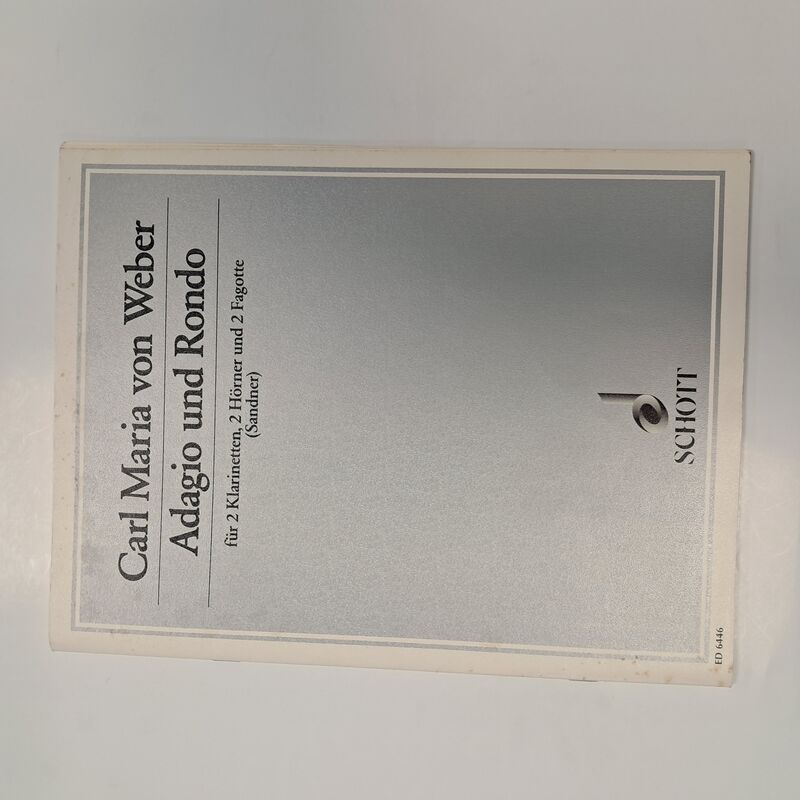 Carl Maria von Weber
Adagio und Rondo
für 2 Klarinetten, 2 Hörner und 2 Fagotte
(Sandner)
SCHOTT
ED 6446